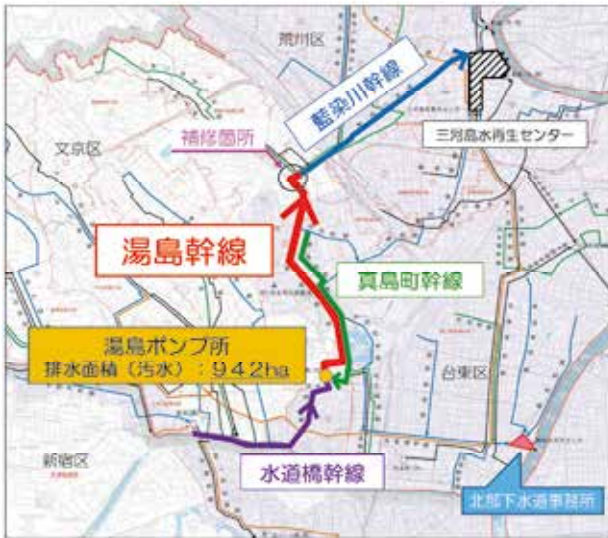 荒川区
藍染川幹線
補修箇所
三河島水再生センター
文京区
湯島幹線
真島町幹線
湯島ポンプ所
排水面積（汚水）：942ha
台東区
新宿区
水道橋幹線
北部下水道事務所